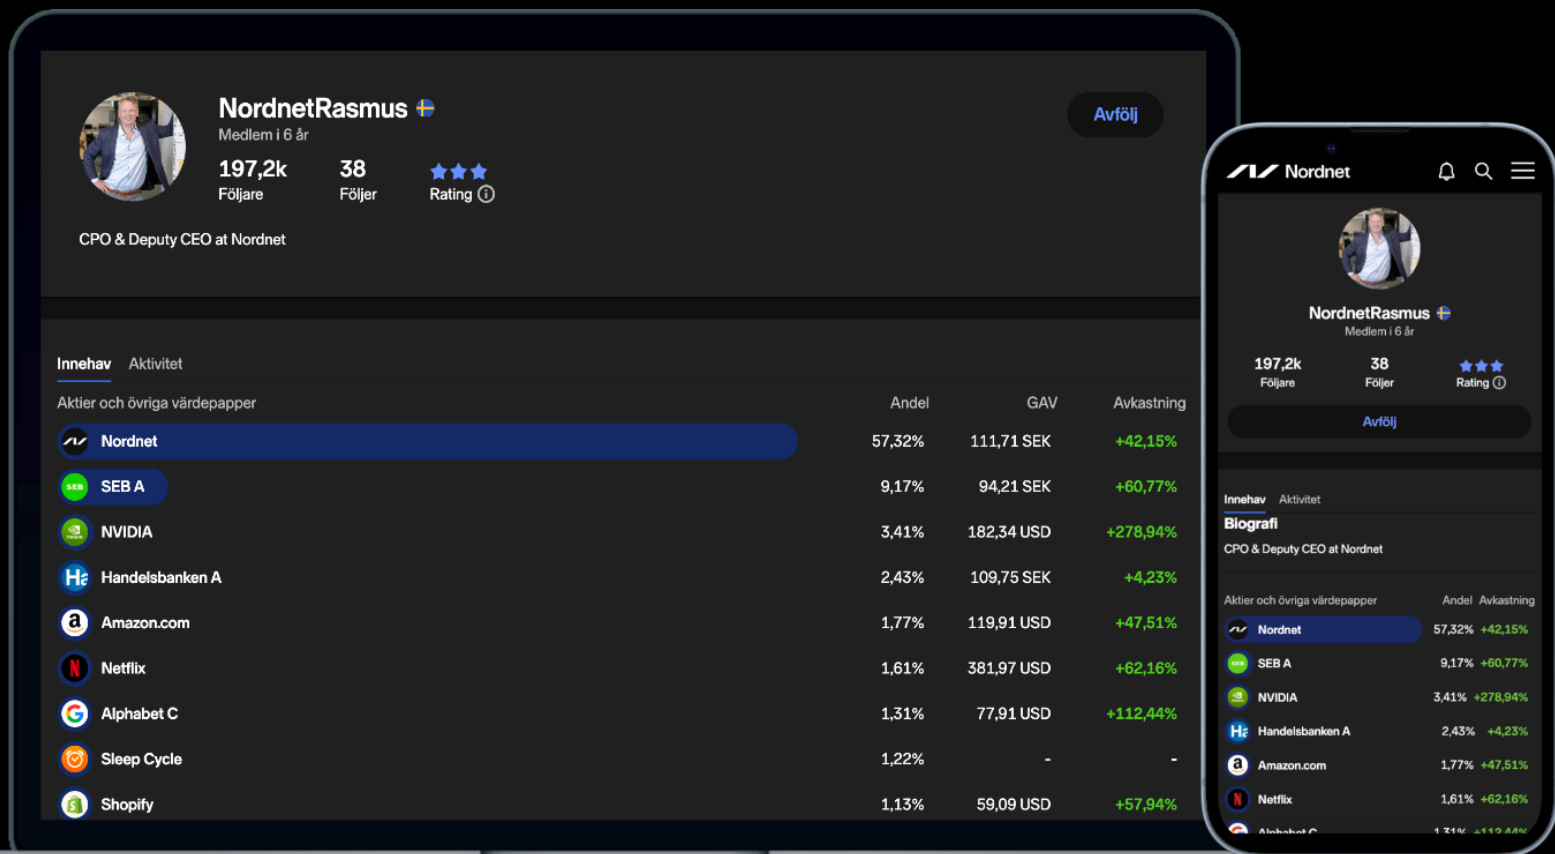 NordnetRasmus
Medlem i 6 år
Avfölj
197,2k 38
Följare Följer Rating
CPO & Deputy CEO at Nordnet
Innehav Aktivitet
Aktier och övriga värdepapper Andel GAV Avkastning
Nordnet 57,32% 111,71 SEK +42,15%
SEB SEB A 9,17% 94,21 SEK +60,77%
NVIDIA 3,41% 182,34 USD +278,94%
Handelsbanken A 2,43% 109,75 SEK +4,23%
Amazon.com 1,77% 119,91 USD +47,51%
Netflix 1,61% 381,97 USD +62,16%
Alphabet C 1,31% 77,91 USD +112,44%
Sleep Cycle 1,22% - -
Shopify 1,13% 59,09 USD +57,94%
Nordnet
NordnetRasmus
Medlem i 6 år
197,2k 38
Följare Följer Rating
Avfölj
Innehav Aktivitet
Biografi
CPO & Deputy CEO at Nordnet
Aktier och övriga värdepapper Andel Avkastning
Nordnet 57,32% +42,15%
SEB A 9,17% +60,77%
NVIDIA 3,41% +278,94%
Handelsbanken A 2,43% +4,23%
Amazon.com 1,77% +47,51%
Netflix 1,61% +62,16%
Alphabet C 1,31% +112,44%